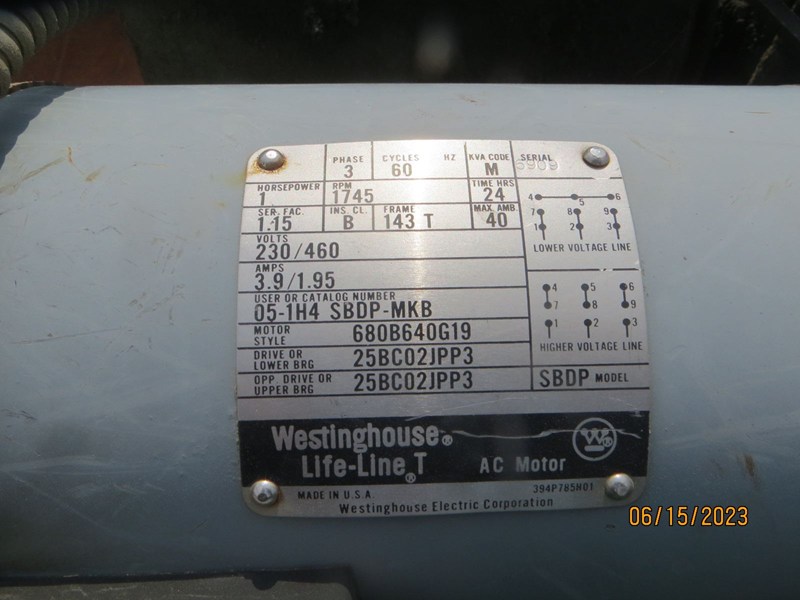 PHASE CYCLES HZ KVA CODE SERIAL
3 60 M 6909
HORSEPOWER RPM TIME HRS
1 1745 24
SER. FAC. INS. CL. FRAME MAX. AMB.
1.15 B 143 T 40
VOLTS
230/460
AMPS
3.9/1.95
USER OR CATALOG NUMBER
05-1H4 SBDP-MKB
MOTOR STYLE 680B640G19
DRIVE OR LOWER BRG 25BC02JPP3
OPP. DRIVE OR UPPER BRG 25BC02JPP3
4 5 6
7 8 9
1 2 3
LOWER VOLTAGE LINE
4 5 6
7 8 9
1 2 3
HIGHER VOLTAGE LINE
SBDP MODEL
Westinghouse®
Life-Line®T AC Motor
W
MADE IN U.S.A. 394P785H01
Westinghouse Electric Corporation
06/15/2023